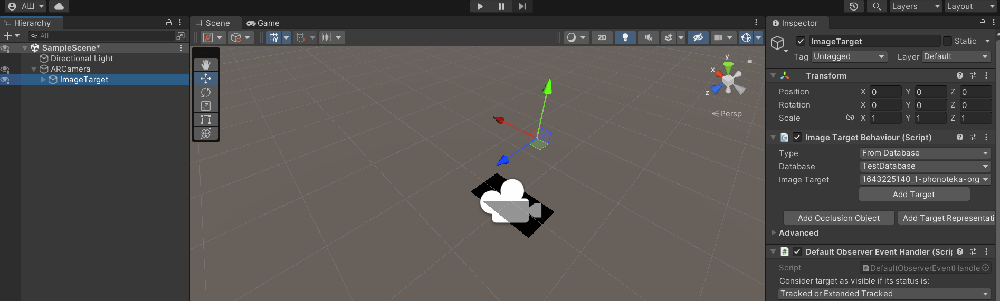 АШ
Layers
Layout
Hierarchy
Scene
Game
Inspector
All
2D
SampleScene*
Directional Light
ARCamera
ImageTarget
y
x
z
Persp
ImageTarget
Static
Tag Untagged Layer Default
Transform
Position X 0 Y 0 Z 0
Rotation X 0 Y 0 Z 0
Scale X 1 Y 1 Z 1
Image Target Behaviour (Script)
Type From Database
Database TestDatabase
Image Target 1643225140_1-phonoteka-org-
Add Target
Add Occlusion Object Add Target Representati
Advanced
# Default Observer Event Handler (Scrip
Script # DefaultObserverEventHandle
Consider target as visible if its status is:
Tracked or Extended Tracked